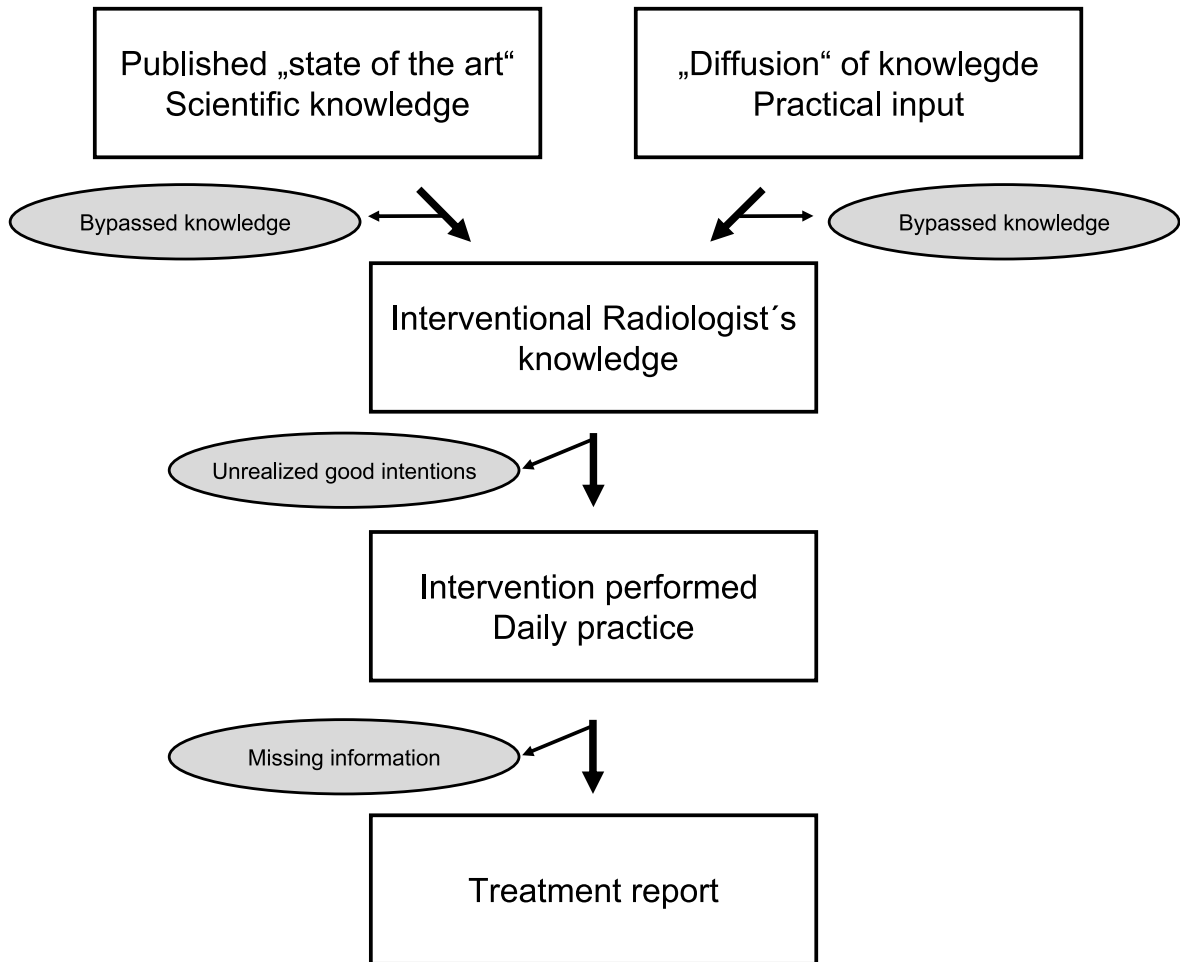 Published „state of the art“
Scientific knowledge
„Diffusion“ of knowlegde
Practical input
Bypassed knowledge
Bypassed knowledge
Interventional Radiologist´s
knowledge
Unrealized good intentions
Intervention performed
Daily practice
Missing information
Treatment report